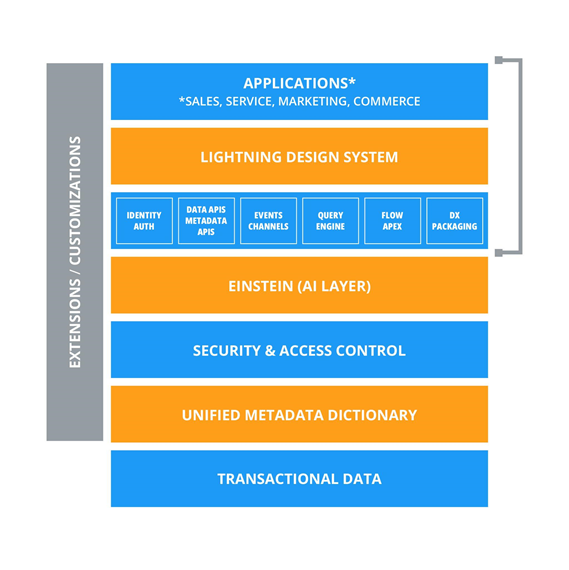 EXTENSIONS / CUSTOMIZATIONS
APPLICATIONS*
*SALES, SERVICE, MARKETING, COMMERCE
LIGHTNING DESIGN SYSTEM
IDENTITY
AUTH
DATA APIS
METADATA
APIS
EVENTS
CHANNELS
QUERY
ENGINE
FLOW
APEX
DX
PACKAGING
EINSTEIN (AI LAYER)
SECURITY & ACCESS CONTROL
UNIFIED METADATA DICTIONARY
TRANSACTIONAL DATA